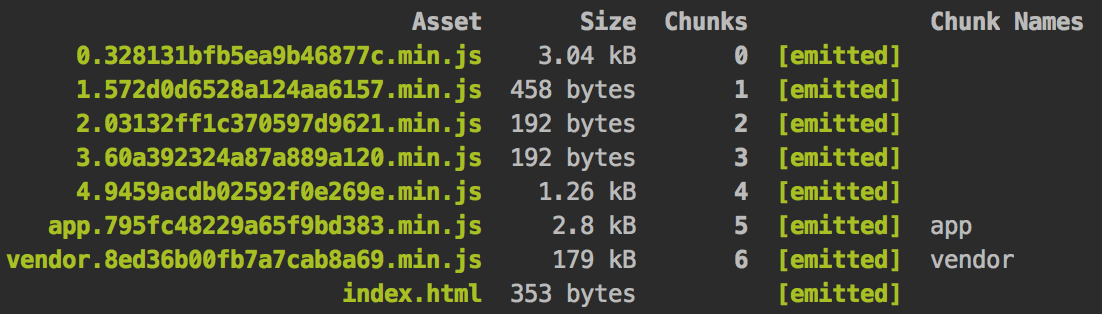 Asset Size Chunks Chunk Names
0.328131bfb5ea9b46877c.min.js 3.04 kB 0 [emitted]
1.572d0d6528a124aa6157.min.js 458 bytes 1 [emitted]
2.03132ff1c370597d9621.min.js 192 bytes 2 [emitted]
3.60a392324a87a889a120.min.js 192 bytes 3 [emitted]
4.9459acdb02592f0e269e.min.js 1.26 kB 4 [emitted]
app.795fc48229a65f9bd383.min.js 2.8 kB 5 [emitted] app
vendor.8ed36b00fb7a7cab8a69.min.js 179 kB 6 [emitted] vendor
index.html 353 bytes [emitted]